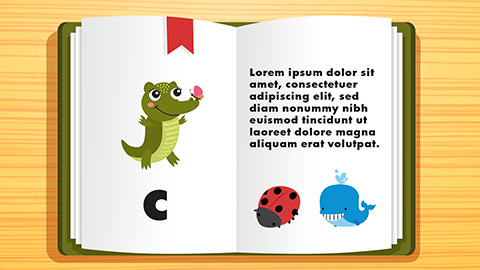 C
Lorem ipsum dolor sit
amet, consectetuer
adipiscing elit, sed
diam nonummy nibh
euismod tincidunt ut
laoreet dolore magna
aliquam erat volutpat.